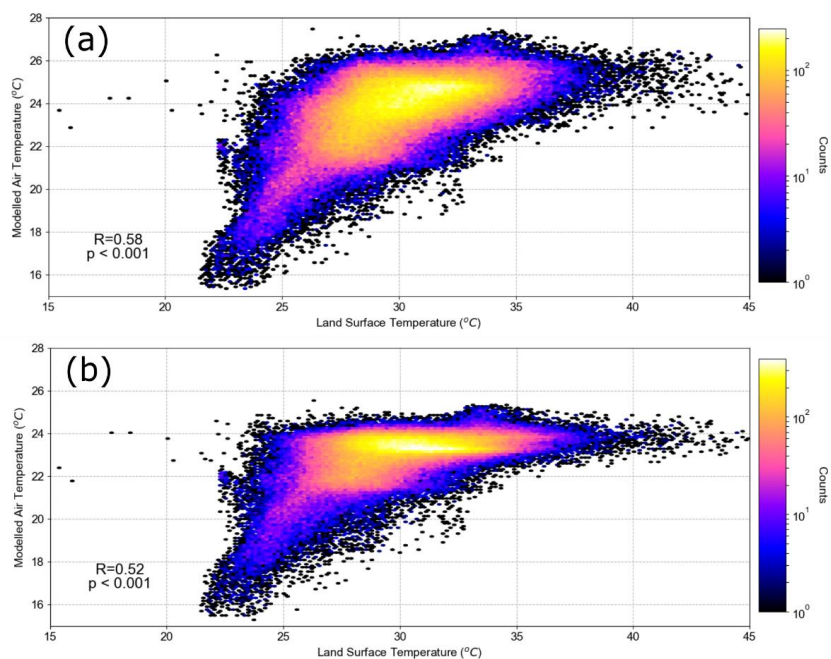 (a)
28
26
24
22
20
18
16
Modelled Air Temperature (°C)
R=0.58
p < 0.001
15
20
25
30
35
40
45
Land Surface Temperature (°C)
10²
10¹
10⁰
Counts
(b)
28
26
24
22
20
18
16
Modelled Air Temperature (°C)
R=0.52
p < 0.001
15
20
25
30
35
40
45
Land Surface Temperature (°C)
10²
10¹
10⁰
Counts